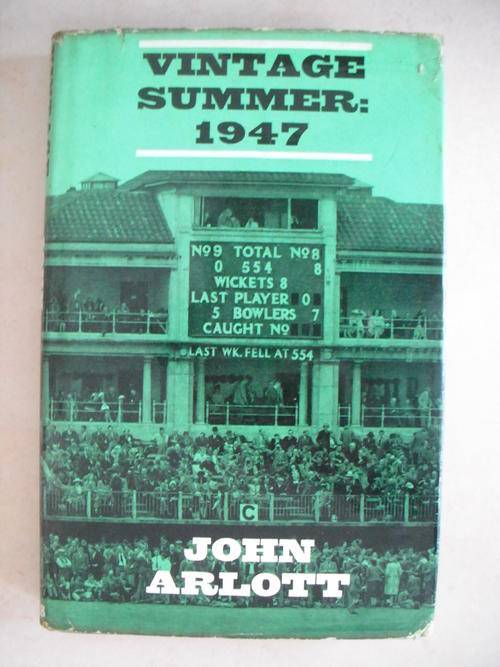 VINTAGE
SUMMER:
1947
Nº9 TOTAL Nº8
0 554 8
WICKETS 8
LAST PLAYER 0
5 BOWLERS 7
CAUGHT Nº
LAST WK. FELL AT 554
C
JOHN
ARLOTT